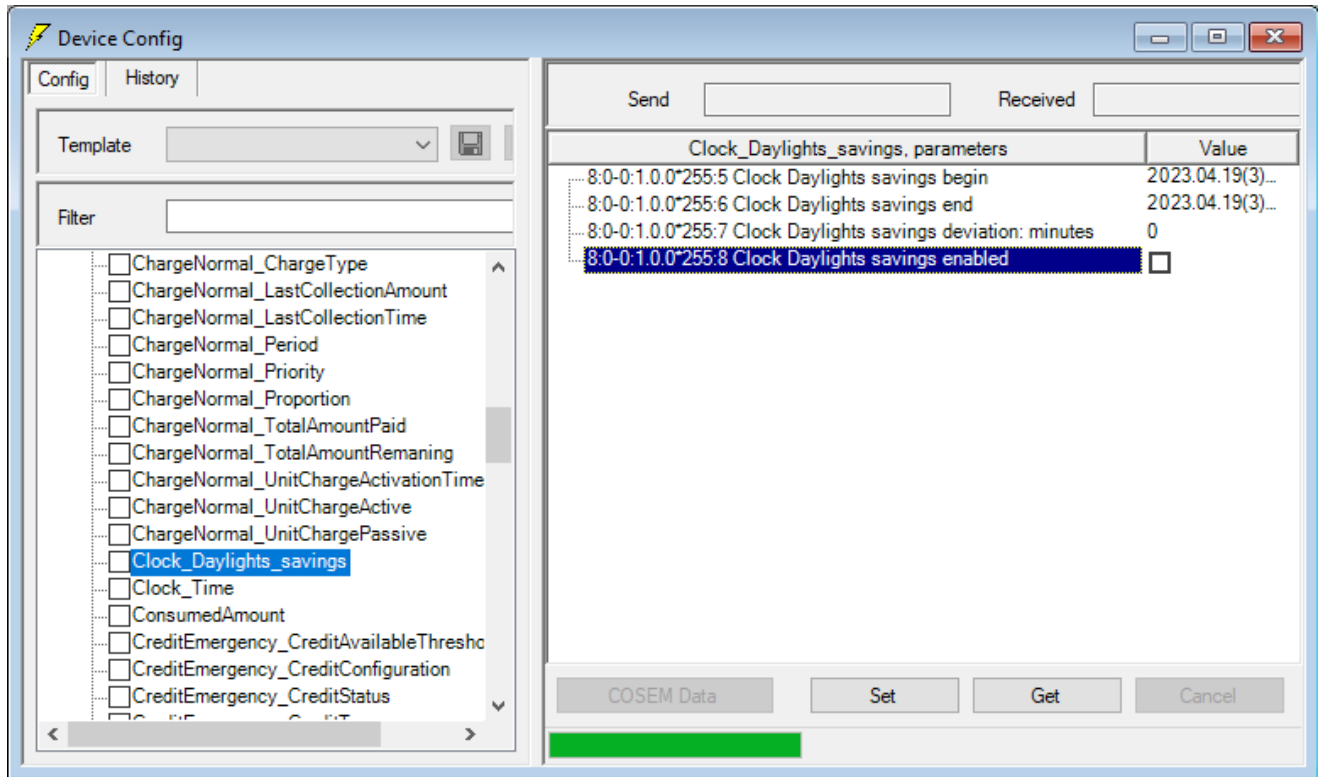 Device Config
Config History
Template
Filter
ChargeNormal_ChargeType
ChargeNormal_LastCollectionAmount
ChargeNormal_LastCollectionTime
ChargeNormal_Period
ChargeNormal_Priority
ChargeNormal_Proportion
ChargeNormal_TotalAmountPaid
ChargeNormal_TotalAmountRemaning
ChargeNormal_UnitChargeActivationTime
ChargeNormal_UnitChargeActive
ChargeNormal_UnitChargePassive
Clock_Daylights_savings
Clock_Time
ConsumedAmount
CreditEmergency_CreditAvailableThresho
CreditEmergency_CreditConfiguration
CreditEmergency_CreditStatus
Send Received
Clock_Daylights_savings, parameters Value
8:0-0:1.0.0*255:5 Clock Daylights savings begin 2023.04.19(3)...
8:0-0:1.0.0*255:6 Clock Daylights savings end 2023.04.19(3)...
8:0-0:1.0.0*255:7 Clock Daylights savings deviation: minutes 0
8:0-0:1.0.0*255:8 Clock Daylights savings enabled
COSEM Data Set Get Cancel